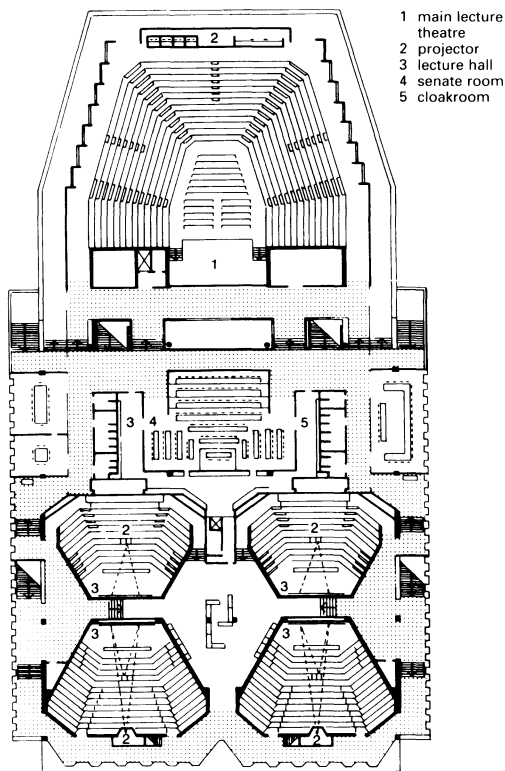 1 main lecture
theatre
2 projector
3 lecture hall
4 senate room
5 cloakroom
2
1
3 4 5
2 2
3 3
3 3
2 2